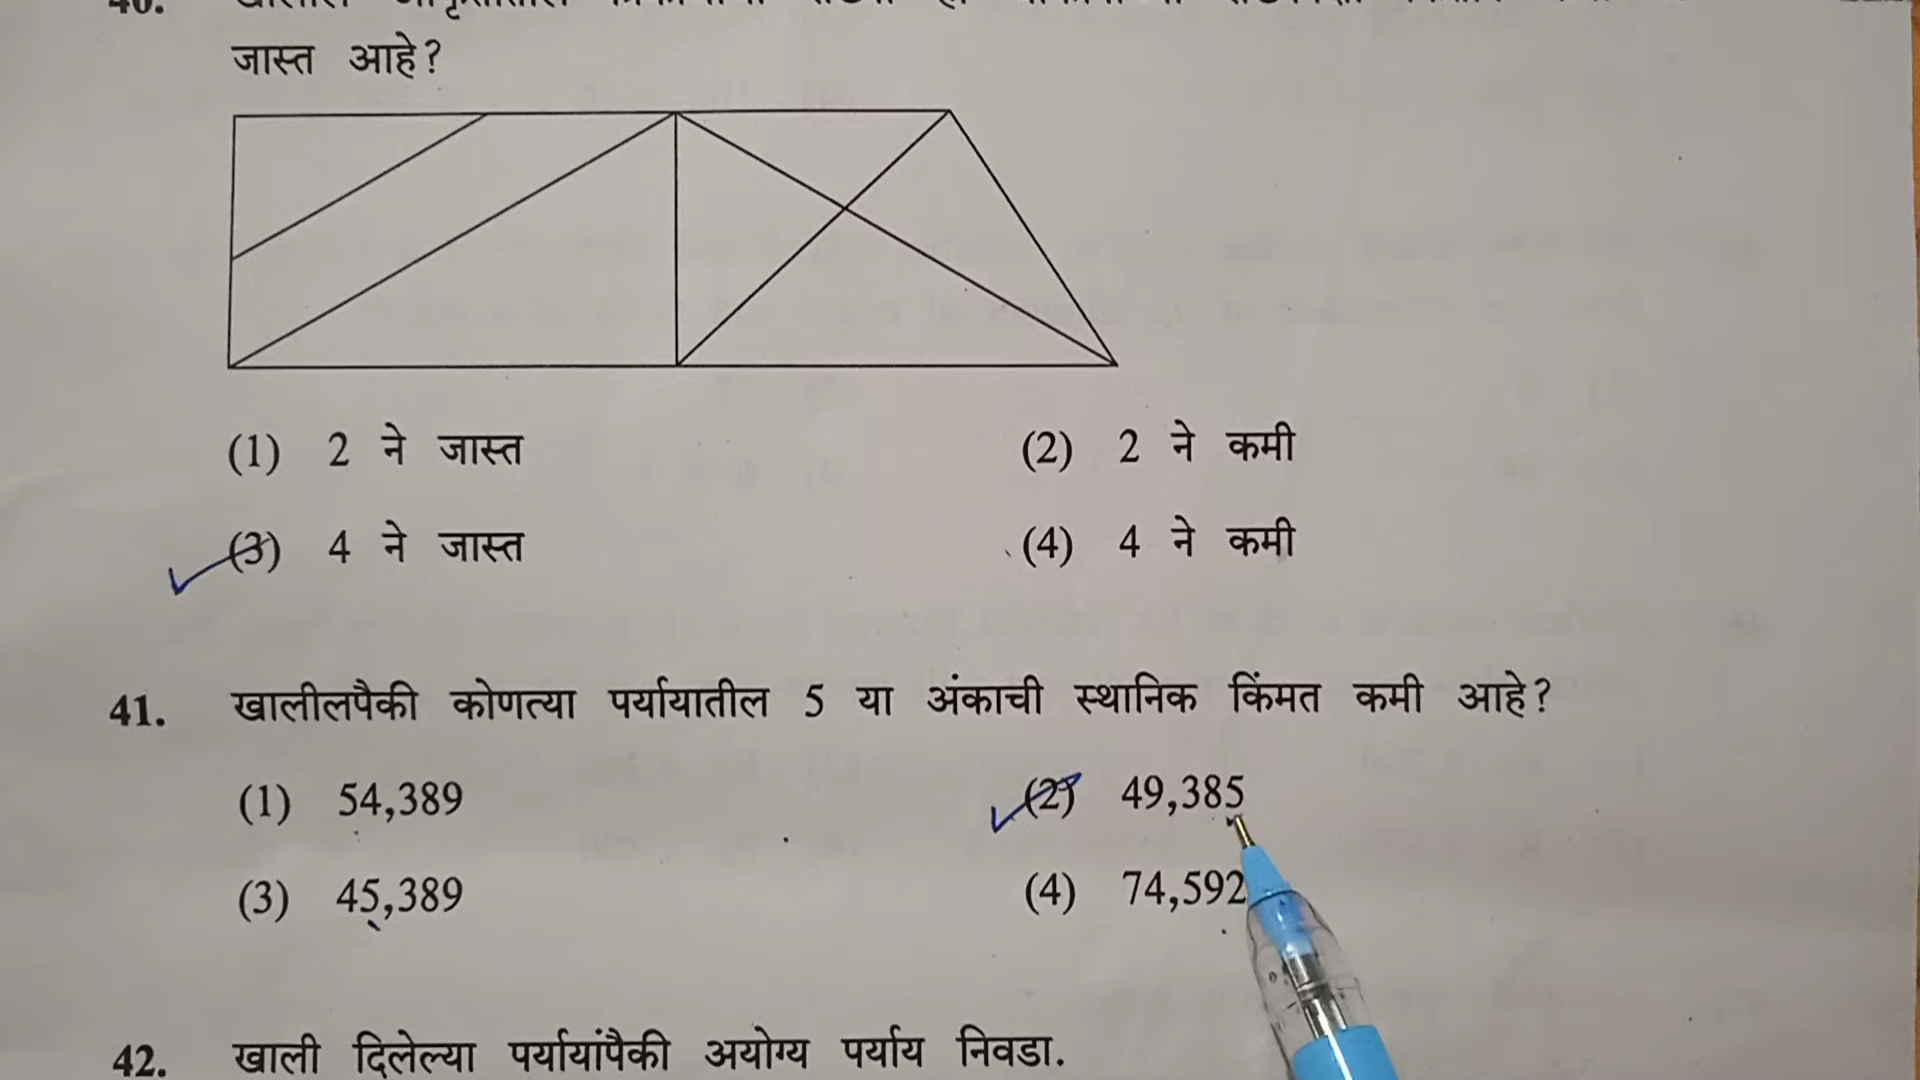 जास्त आहे?
(1) 2 ने जास्त
(2) 2 ने कमी
(3) 4 ने जास्त
(4) 4 ने कमी
41. खालीलपैकी कोणत्या पर्यायातील 5 या अंकाची स्थानिक किंमत कमी आहे?
(1) 54,389
(2) 49,385
(3) 45,389
(4) 74,592
42. खाली दिलेल्या पर्यायांपैकी अयोग्य पर्याय निवडा.